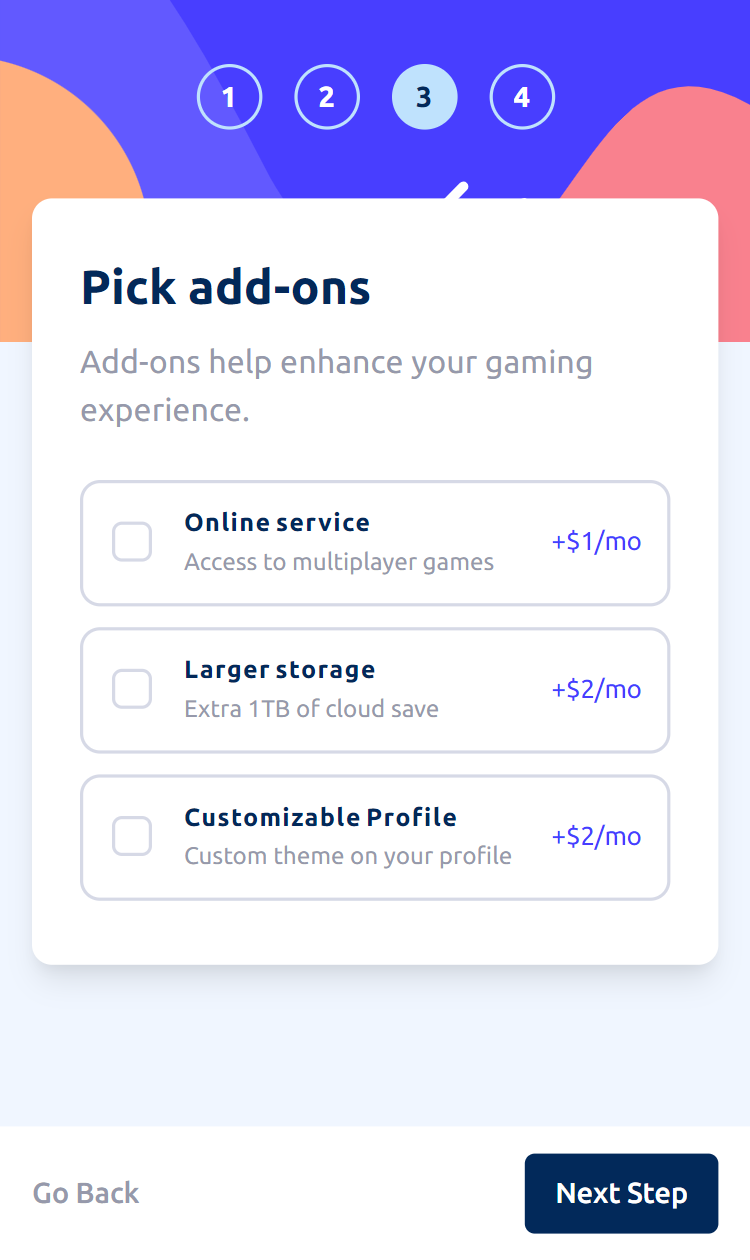 1 2 3 4
Pick add-ons
Add-ons help enhance your gaming
experience.
Online service
Access to multiplayer games
+$1/mo
Larger storage
Extra 1TB of cloud save
+$2/mo
Customizable Profile
Custom theme on your profile
+$2/mo
Go Back
Next Step